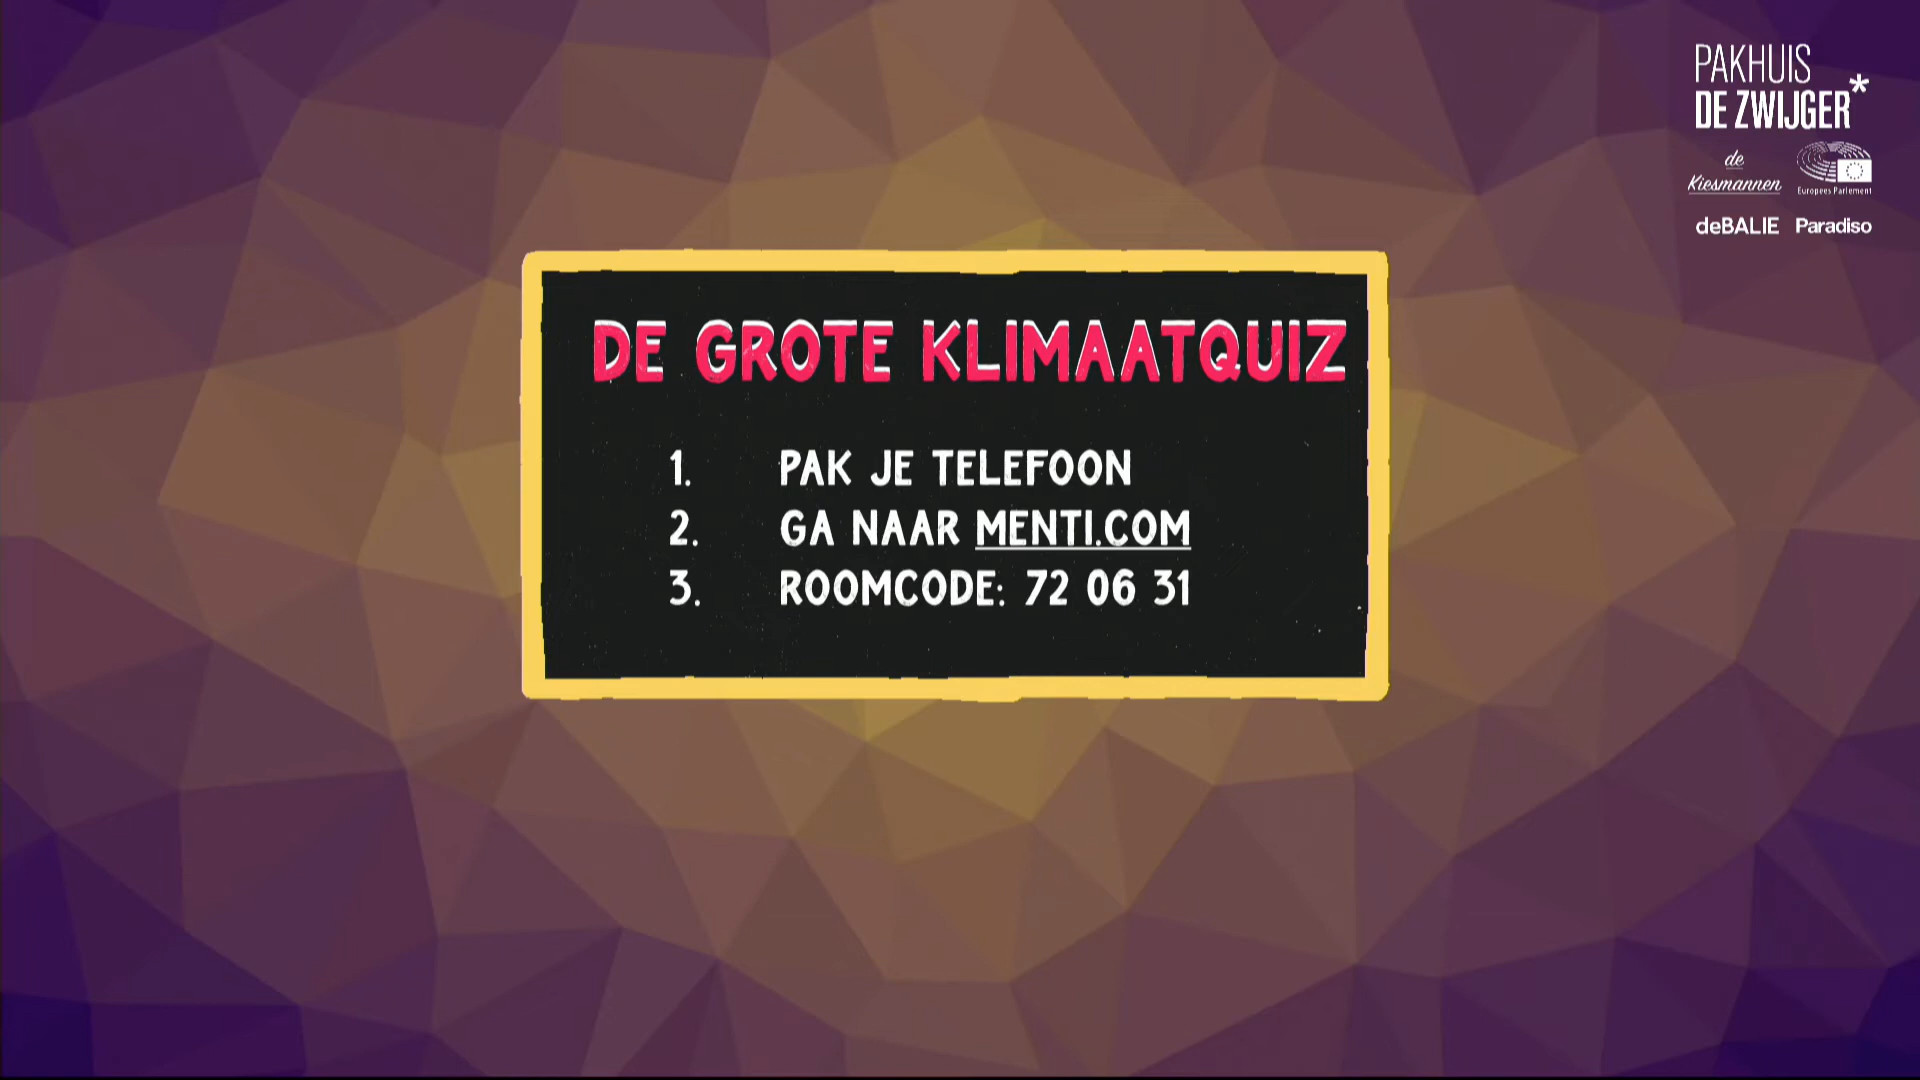 PAKHUIS
DE ZWIJGER*
de
Kiesmannen
Europees Parlement
deBALIE Paradiso
DE GROTE KLIMAATQUIZ
1. PAK JE TELEFOON
2. GA NAAR MENTI.COM
3. ROOMCODE: 72 06 31